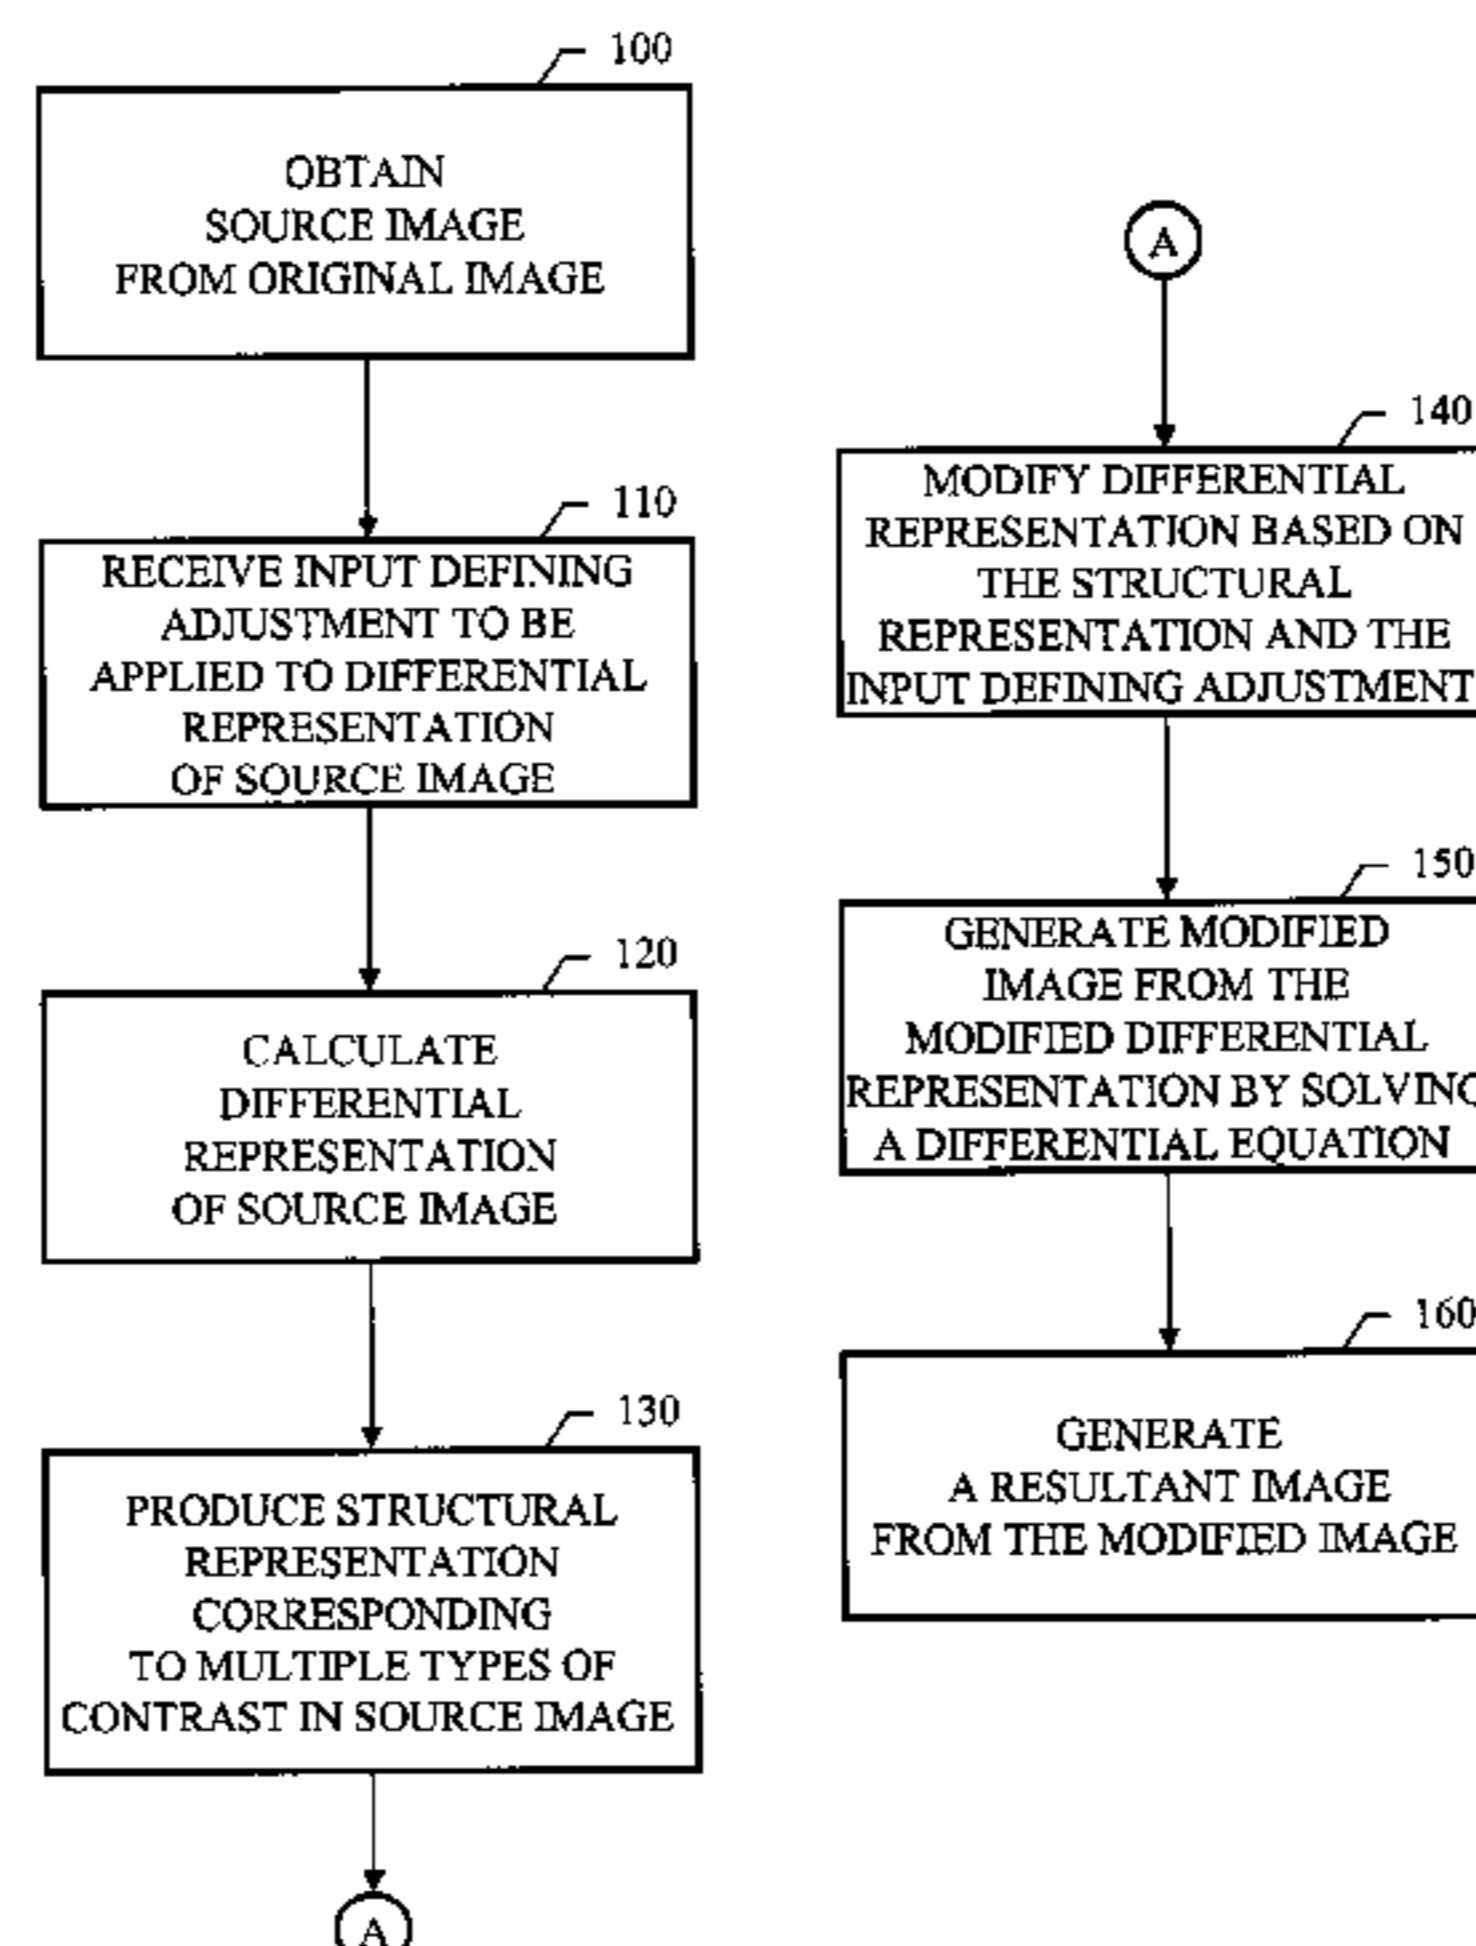 100
OBTAIN
SOURCE IMAGE
FROM ORIGINAL IMAGE
110
RECEIVE INPUT DEFINING
ADJUSTMENT TO BE
APPLIED TO DIFFERENTIAL
REPRESENTATION
OF SOURCE IMAGE
120
CALCULATE
DIFFERENTIAL
REPRESENTATION
OF SOURCE IMAGE
130
PRODUCE STRUCTURAL
REPRESENTATION
CORRESPONDING
TO MULTIPLE TYPES OF
CONTRAST IN SOURCE IMAGE
A
A
140
MODIFY DIFFERENTIAL
REPRESENTATION BASED ON
THE STRUCTURAL
REPRESENTATION AND THE
INPUT DEFINING ADJUSTMENT
150
GENERATE MODIFIED
IMAGE FROM THE
MODIFIED DIFFERENTIAL
REPRESENTATION BY SOLVING
A DIFFERENTIAL EQUATION
160
GENERATE
A RESULTANT IMAGE
FROM THE MODIFIED IMAGE